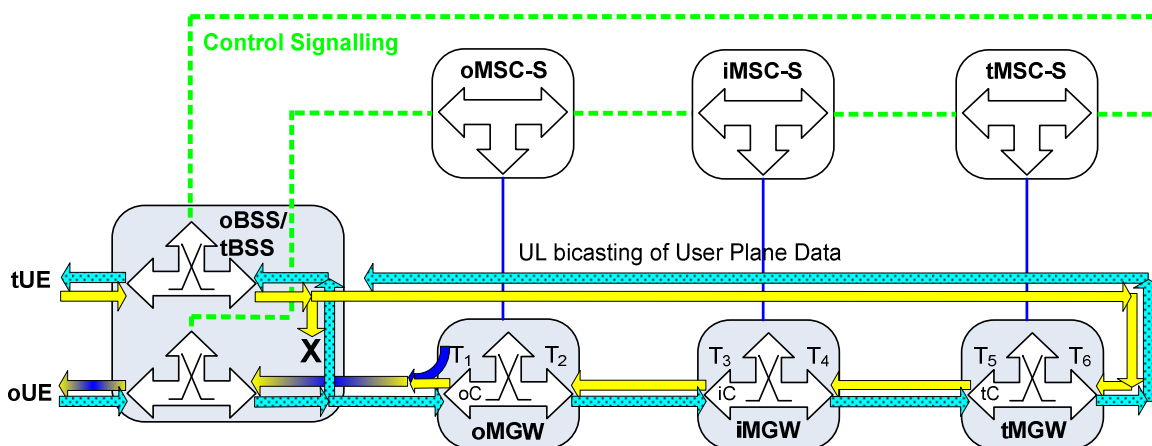 Control Signalling
oMSC-S
iMSC-S
tMSC-S
oBSS/
tBSS
UL bicasting of User Plane Data
tUE
X
T1
T2
T3
T4
T5
T6
oUE
oC
iC
tC
oMGW
iMGW
tMGW